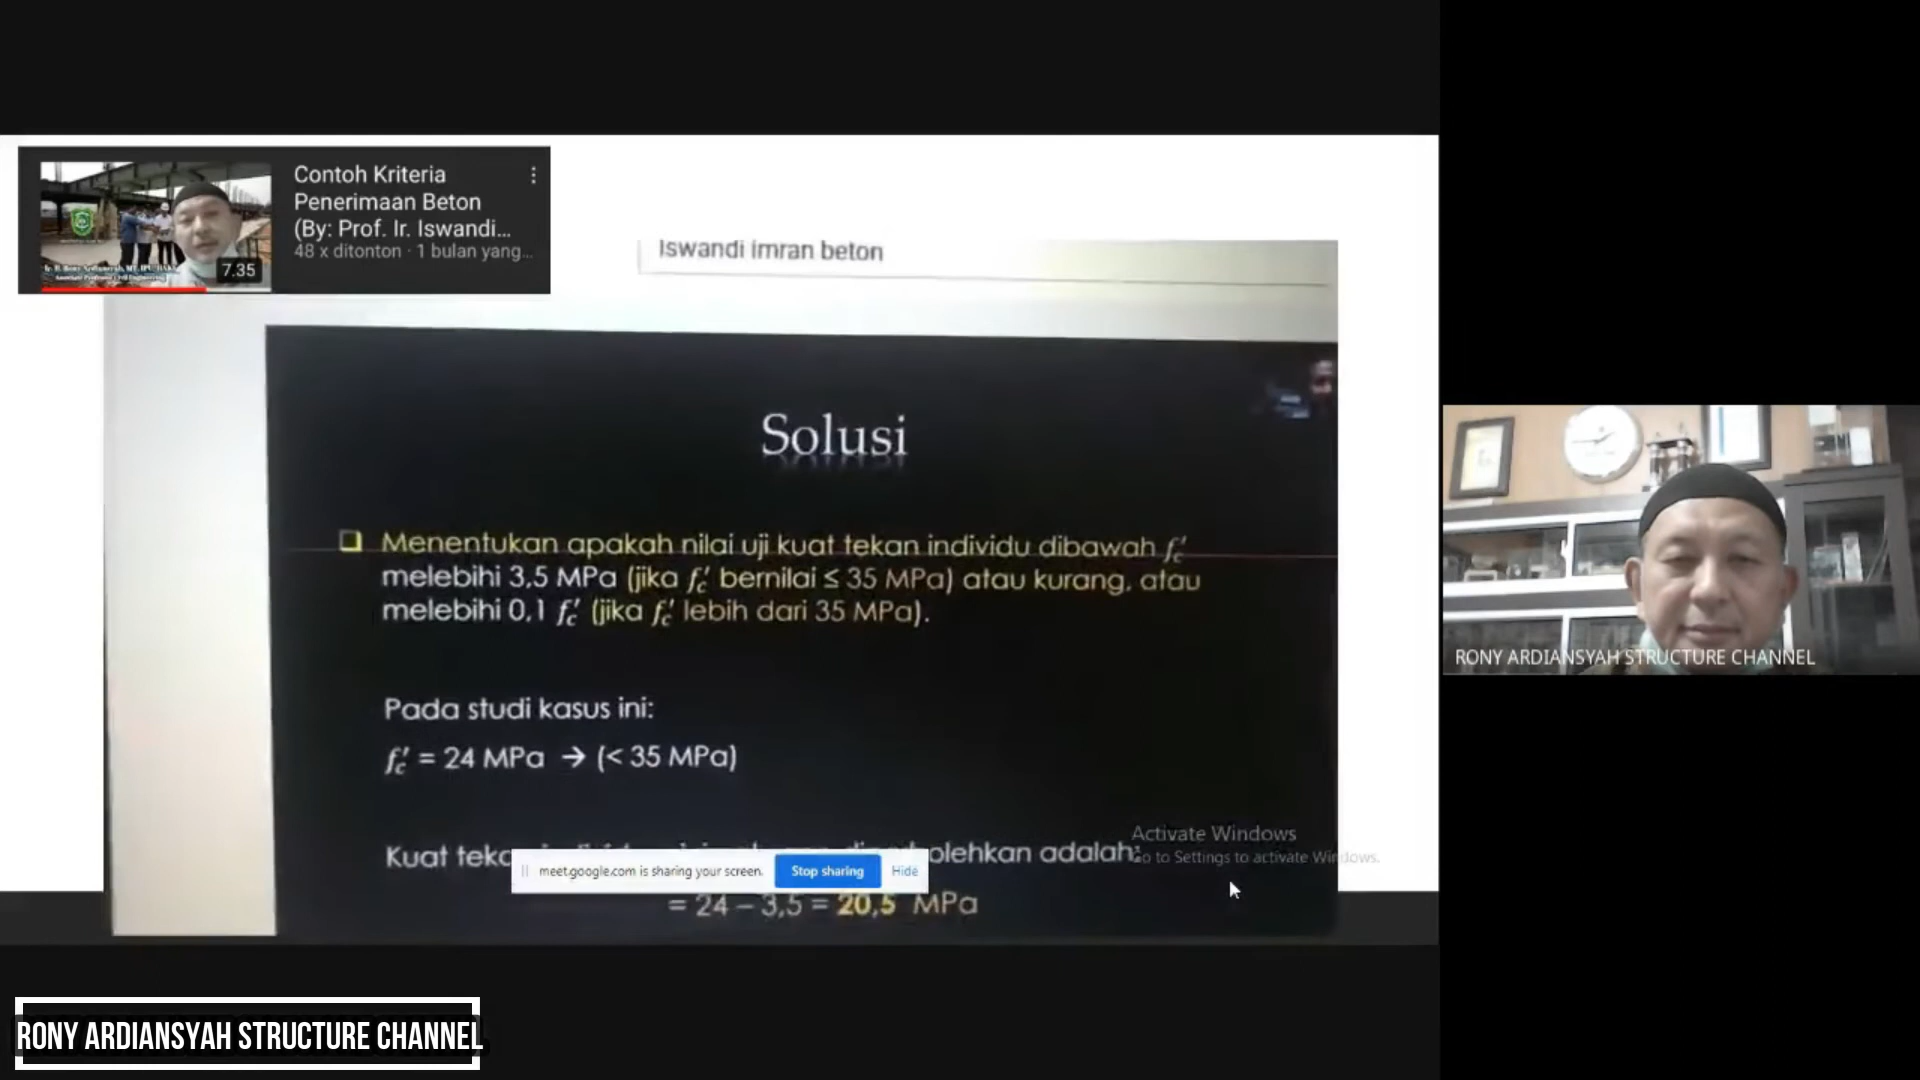 Contoh Kriteria
Penerimaan Beton
(By: Prof. Ir. Iswandi...
48 x ditonton · 1 bulan yang...
7.35
Iswandi Imran beton
Solusi
Menentukan apakah nilai uji kuat tekan individu dibawah f′c
melebihi 3,5 MPa (jika f′c bernilai ≤ 35 MPa) atau kurang, atau
melebihi 0,1 f′c (jika f′c lebih dari 35 MPa).
Pada studi kasus ini:
f′c = 24 MPa → (< 35 MPa)
Kuat olehkan adalah:
= 24 – 3,5 = 20,5 MPa
meet.google.com is sharing your screen.
Stop sharing
Hide
Activate Windows
Go to Settings to activate Windows.
RONY ARDIANSYAH STRUCTURE CHANNEL
RONY ARDIANSYAH STRUCTURE CHANNEL